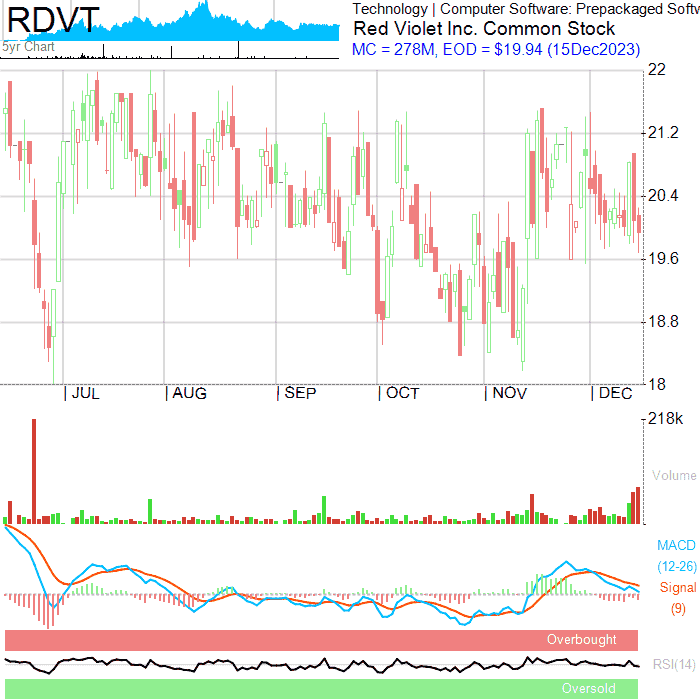 RDVT
5yr Chart
Technology | Computer Software: Prepackaged Softw
Red Violet Inc. Common Stock
MC = 278M, EOD = $19.94 (15Dec2023)
22
21.2
20.4
19.6
18.8
18
| JUL | AUG | SEP | OCT | NOV | DEC
218k
Volume
MACD
(12-26)
Signal
(9)
Overbought
RSI(14)
Oversold